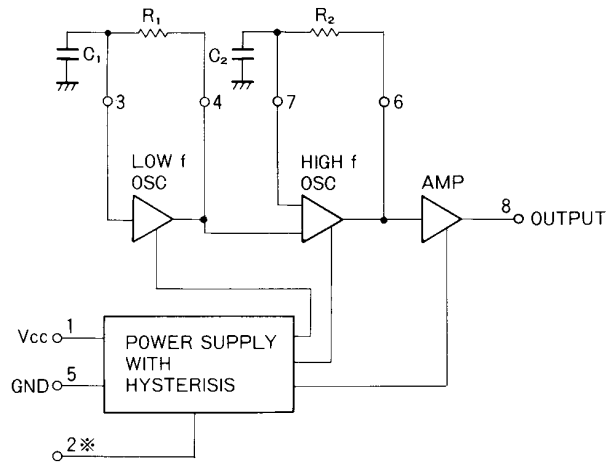 R1
R2
C1
C2
3
4
7
6
LOW f
OSC
HIGH f
OSC
AMP
8
OUTPUT
Vcc
1
POWER SUPPLY
WITH
HYSTERISIS
GND
5
2※